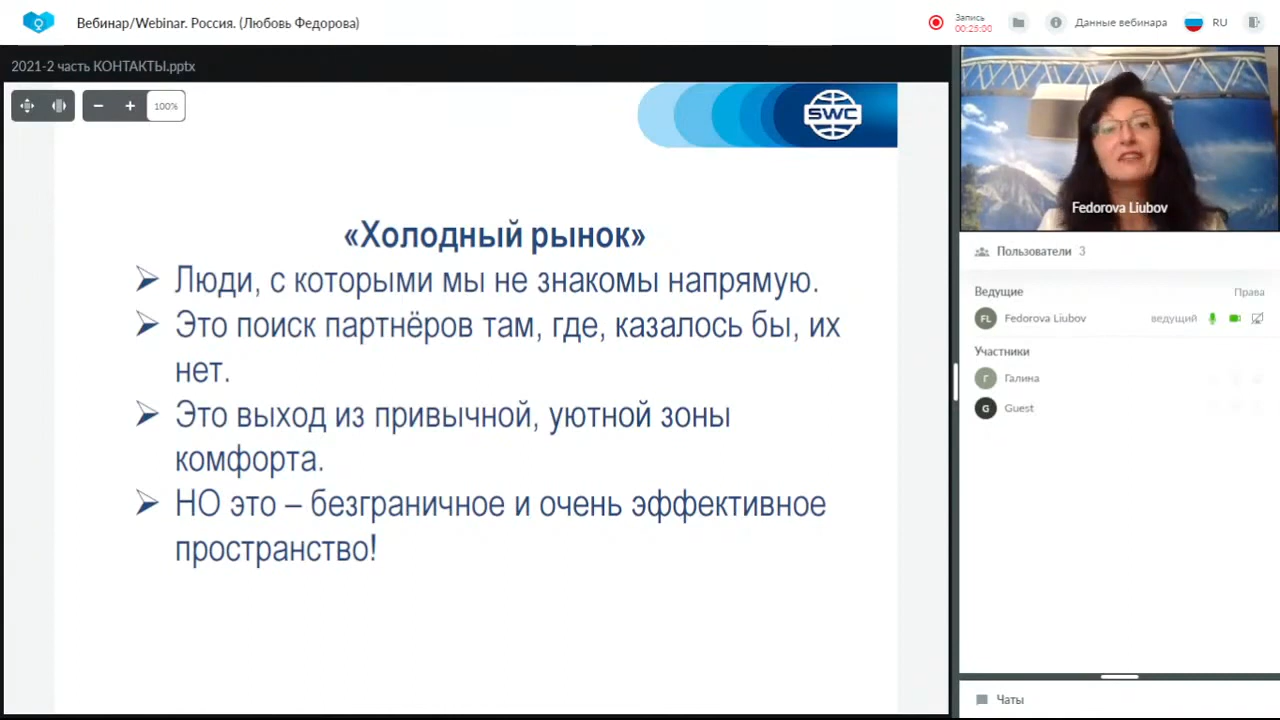 Вебинар/Webinar. Россия. (Любовь Федорова)
Запись
00:25:00
Данные вебинара
RU
2021-2 часть КОНТАКТЫ.pptx
100%
SWC
«Холодный рынок»
Люди, с которыми мы не знакомы напрямую.
Это поиск партнёров там, где, казалось бы, их
нет.
Это выход из привычной, уютной зоны
комфорта.
НО это – безграничное и очень эффективное
пространство!
Fedorova Liubov
Пользователи 3
Ведущие
Права
FL Fedorova Liubov ведущий
Участники
Г Галина
G Guest
Чаты